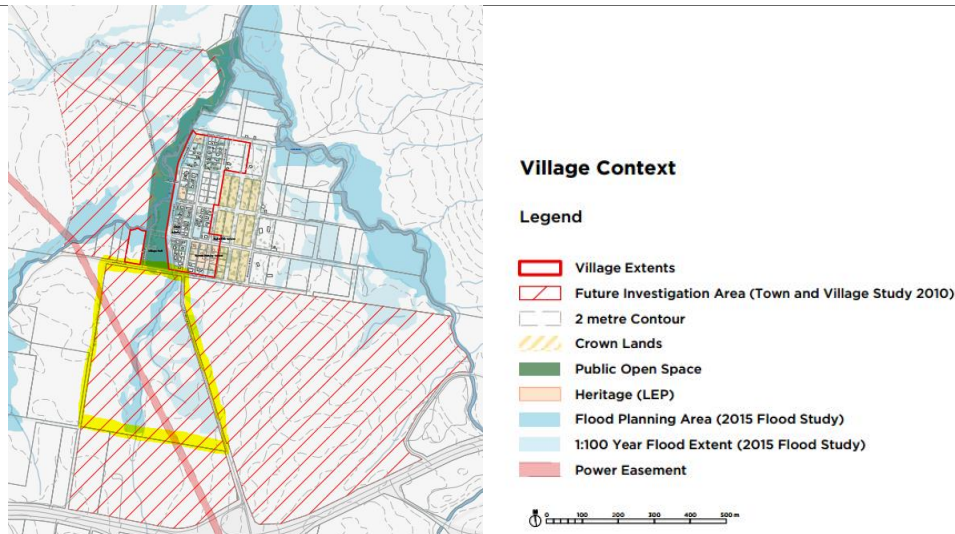 Village Context
Legend
Village Extents
Future Investigation Area (Town and Village Study 2010)
2 metre Contour
Crown Lands
Public Open Space
Heritage (LEP)
Flood Planning Area (2015 Flood Study)
1:100 Year Flood Extent (2015 Flood Study)
Power Easement
0 100 200 300 400 500 m